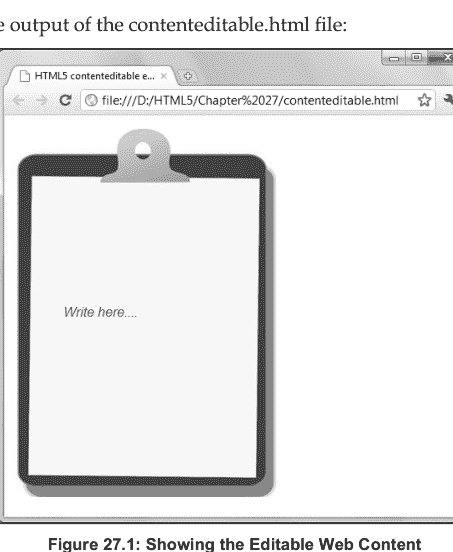 e output of the contenteditable.html file:
HTML5 contenteditable e...
file:///D:/HTML5/Chapter%2027/contenteditable.html
Write here....
Figure 27.1: Showing the Editable Web Content